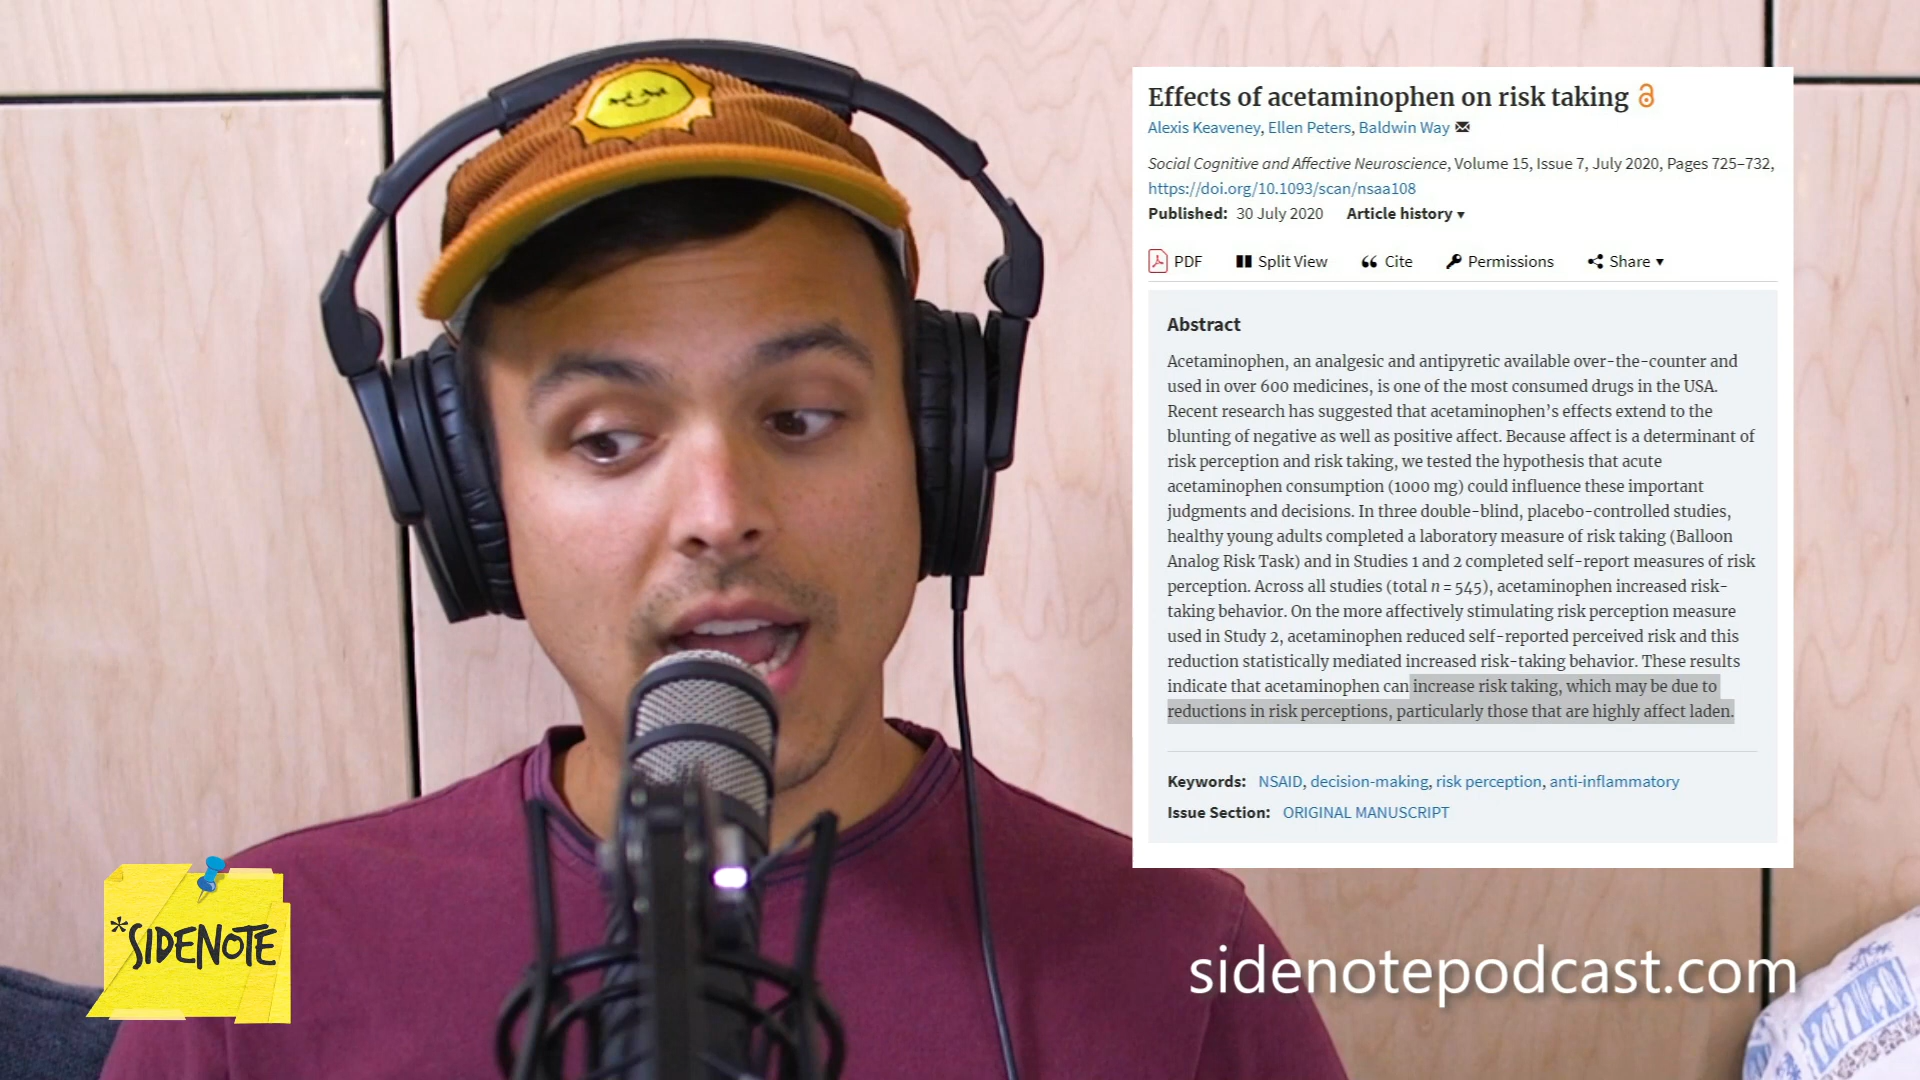 Effects of acetaminophen on risk taking
Alexis Keaveney, Ellen Peters, Baldwin Way
Social Cognitive and Affective Neuroscience, Volume 15, Issue 7, July 2020, Pages 725–732,
https://doi.org/10.1093/scan/nsaa108
Published: 30 July 2020 Article history ▾
PDF Split View Cite Permissions Share ▾
Abstract
Acetaminophen, an analgesic and antipyretic available over-the-counter and
used in over 600 medicines, is one of the most consumed drugs in the USA.
Recent research has suggested that acetaminophen’s effects extend to the
blunting of negative as well as positive affect. Because affect is a determinant of
risk perception and risk taking, we tested the hypothesis that acute
acetaminophen consumption (1000 mg) could influence these important
judgments and decisions. In three double-blind, placebo-controlled studies,
healthy young adults completed a laboratory measure of risk taking (Balloon
Analog Risk Task) and in Studies 1 and 2 completed self-report measures of risk
perception. Across all studies (total n = 545), acetaminophen increased risk-
taking behavior. On the more affectively stimulating risk perception measure
used in Study 2, acetaminophen reduced self-reported perceived risk and this
reduction statistically mediated increased risk-taking behavior. These results
indicate that acetaminophen can increase risk taking, which may be due to
reductions in risk perceptions, particularly those that are highly affect laden.
Keywords: NSAID, decision-making, risk perception, anti-inflammatory
Issue Section: ORIGINAL MANUSCRIPT
*SIDENOTE
sidenotepodcast.com